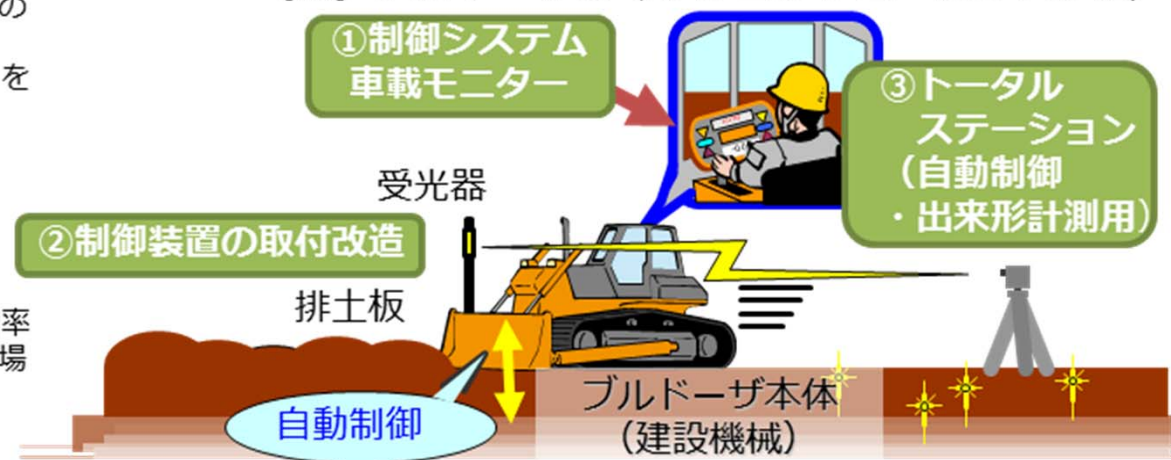 の
を
率
場
①制御システム
車載モニター
③トータル
ステーション
（自動制御
・出来形計測用）
受光器
②制御装置の取付改造
排土板
自動制御
ブルドーザ本体
（建設機械）